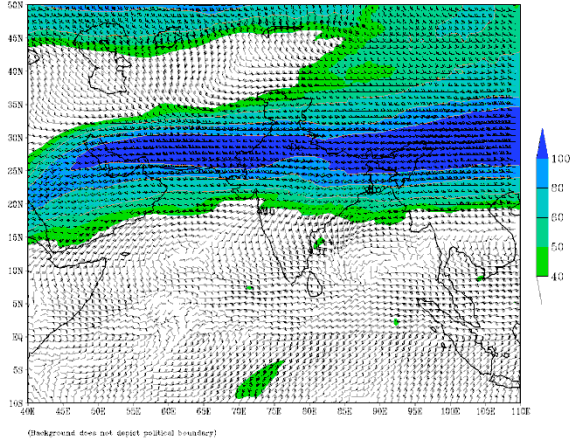 50N
45N
40N
35N
30N
25N
20N
15N
10N
5N
EQ
5S
10S
40E 45E 50E 55E 60E 65E 70E 75E 80E 85E 90E 95E 100E 105E 110E
100
80
60
50
40
(Background does not depict political boundary)